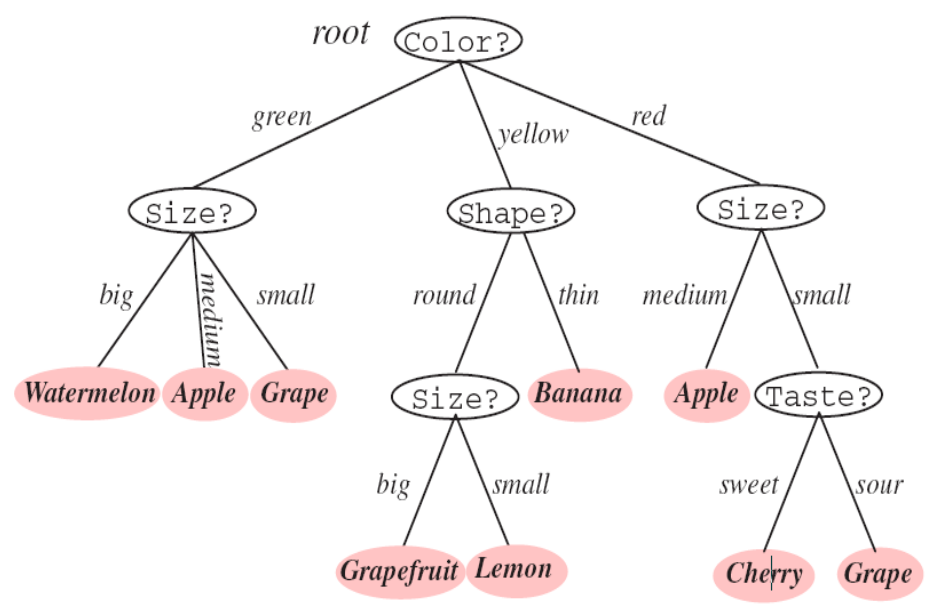 root Color?
green yellow red
Size? Shape? Size?
big medium small round thin medium small
Watermelon Apple Grape Size? Banana Apple Taste?
big small sweet sour
Grapefruit Lemon Cherry Grape